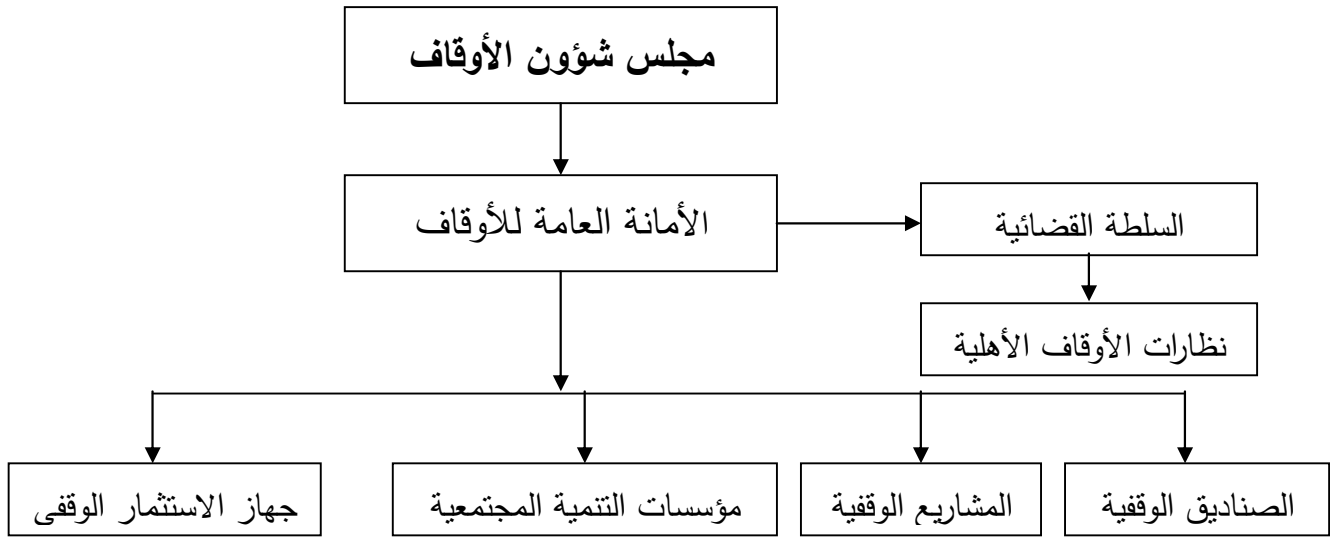 مجلس شؤون الأوقاف
الأمانة العامة للأوقاف
السلطة القضائية
نظارات الأوقاف الأهلية
الصناديق الوقفية
المشاريع الوقفية
مؤسسات التنمية المجتمعية
جهاز الاستثمار الوقفي